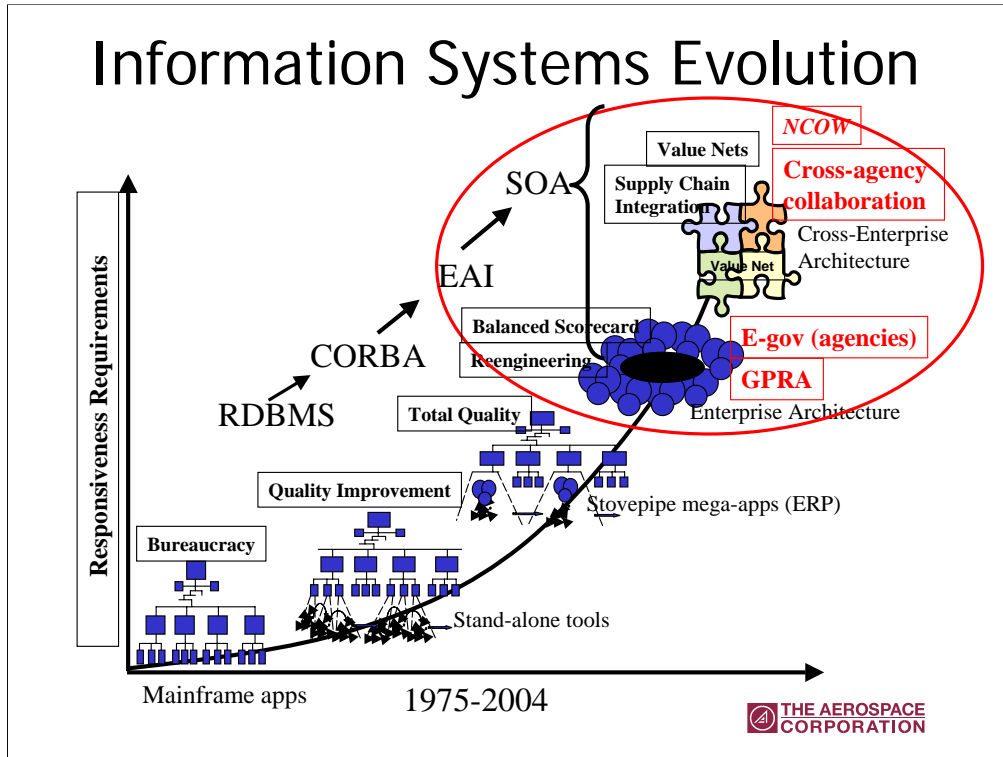 Information Systems Evolution
NCOW
Value Nets
Cross-agency
collaboration
SOA
Supply Chain
Integration
Cross-Enterprise
Architecture
Value Net
EAI
Responsiveness Requirements
Balanced Scorecard
E-gov (agencies)
CORBA
Reengineering
GPRA
RDBMS
Enterprise Architecture
Total Quality
Quality Improvement
Stovepipe mega-apps (ERP)
Bureaucracy
Stand-alone tools
Mainframe apps
1975-2004
THE AEROSPACE
CORPORATION